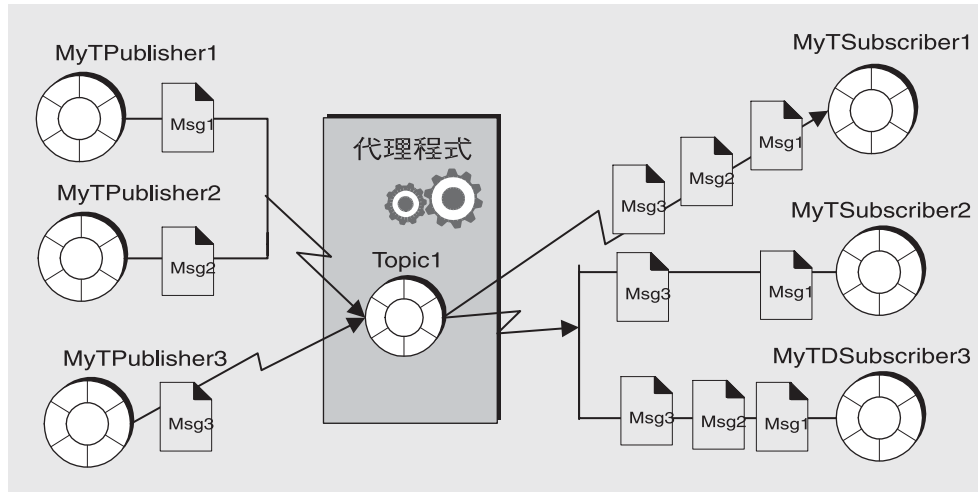 MyTPublisher1
Msg1
MyTPublisher2
Msg2
MyTPublisher3
Msg3
代理程式
Topic1
MyTSubscriber1
Msg3
Msg2
Msg1
MyTSubscriber2
Msg3
Msg1
MyTDSubscriber3
Msg3
Msg2
Msg1